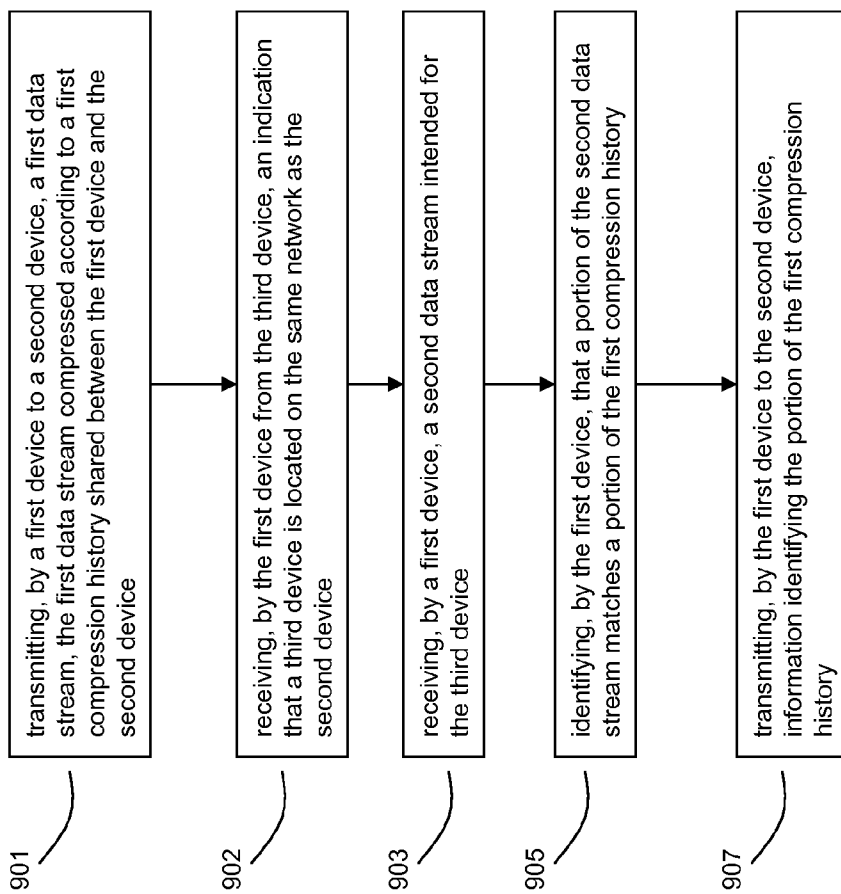 901
transmitting, by a first device to a second device, a first data
stream, the first data stream compressed according to a first
compression history shared between the first device and the
second device
902
receiving, by the first device from the third device, an indication
that a third device is located on the same network as the
second device
903
receiving, by a first device, a second data stream intended for
the third device
905
identifying, by the first device, that a portion of the second data
stream matches a portion of the first compression history
907
transmitting, by the first device to the second device,
information identifying the portion of the first compression
history